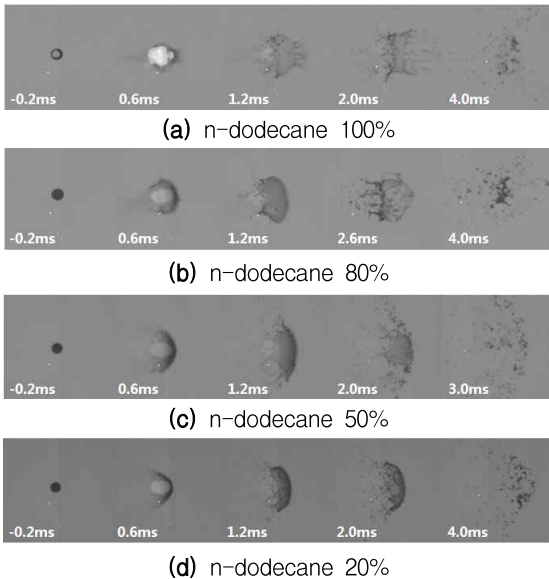 -0.2ms 0.6ms 1.2ms 2.0ms 4.0ms
(a) n-dodecane 100%
-0.2ms 0.6ms 1.2ms 2.6ms 4.0ms
(b) n-dodecane 80%
-0.2ms 0.6ms 1.2ms 2.0ms 3.0ms
(c) n-dodecane 50%
-0.2ms 0.6ms 1.2ms 2.0ms 4.0ms
(d) n-dodecane 20%